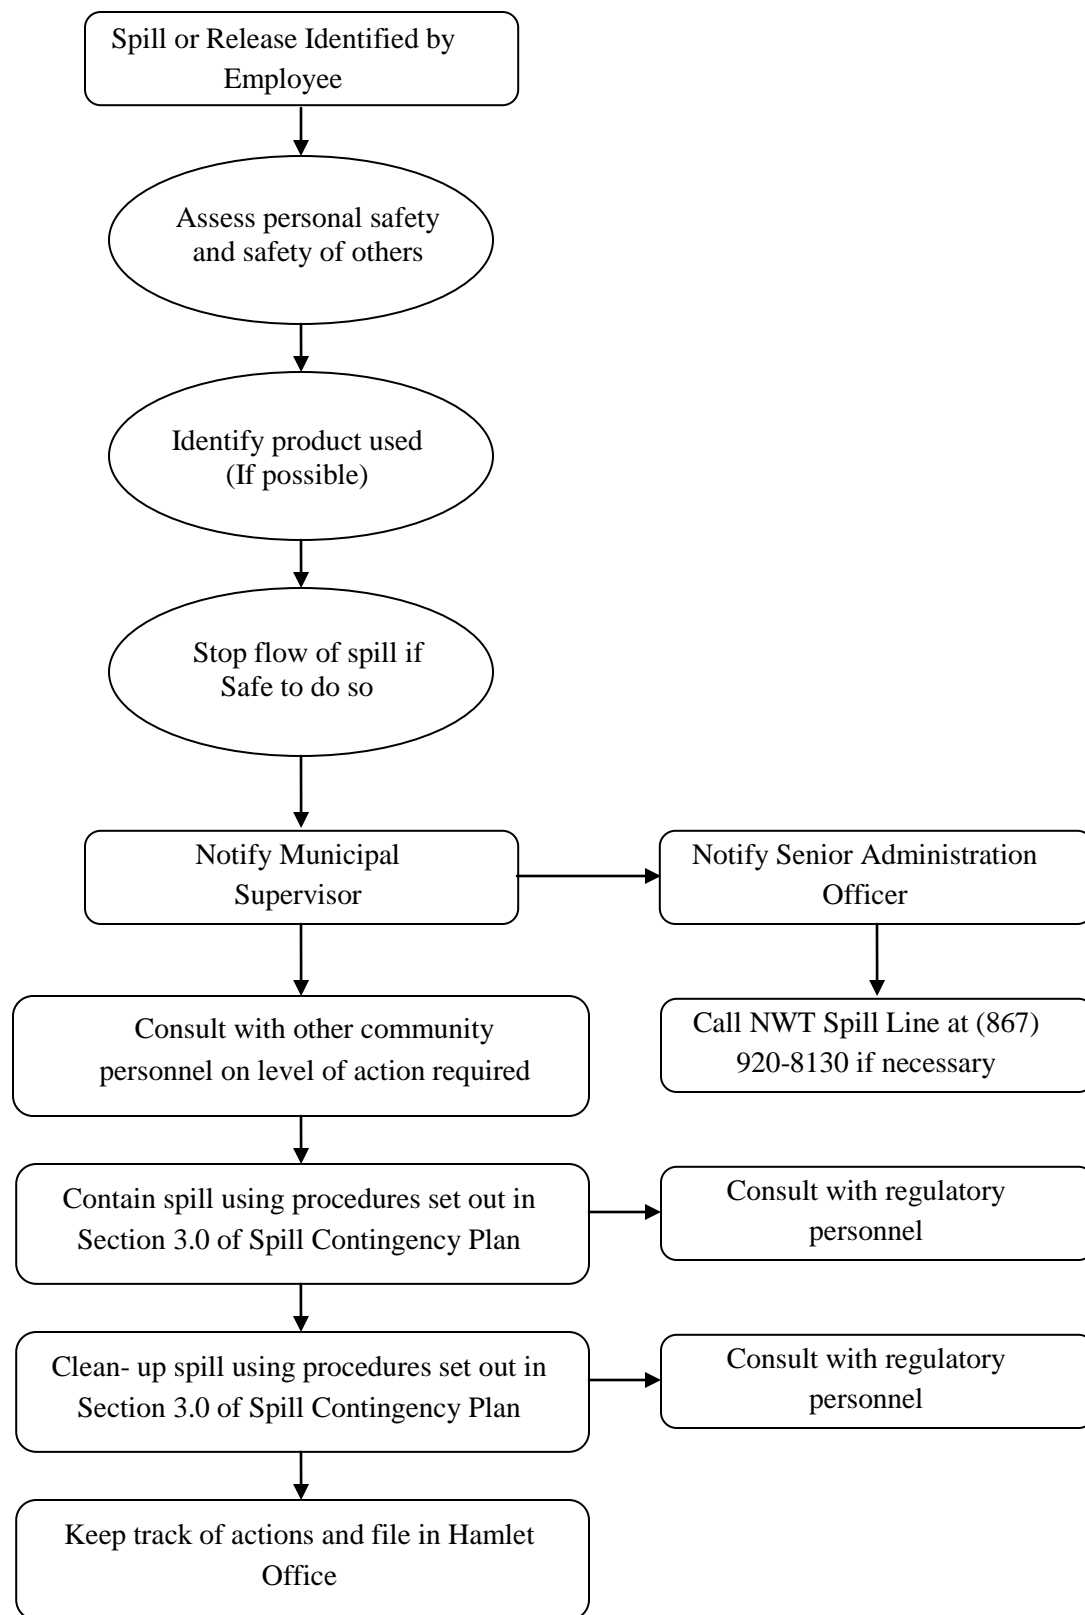 Spill or Release Identified by
Employee
Assess personal safety
and safety of others
Identify product used
(If possible)
Stop flow of spill if
Safe to do so
Notify Municipal
Supervisor
Notify Senior Administration
Officer
Consult with other community
personnel on level of action required
Call NWT Spill Line at (867)
920-8130 if necessary
Contain spill using procedures set out in
Section 3.0 of Spill Contingency Plan
Consult with regulatory
personnel
Clean- up spill using procedures set out in
Section 3.0 of Spill Contingency Plan
Consult with regulatory
personnel
Keep track of actions and file in Hamlet
Office